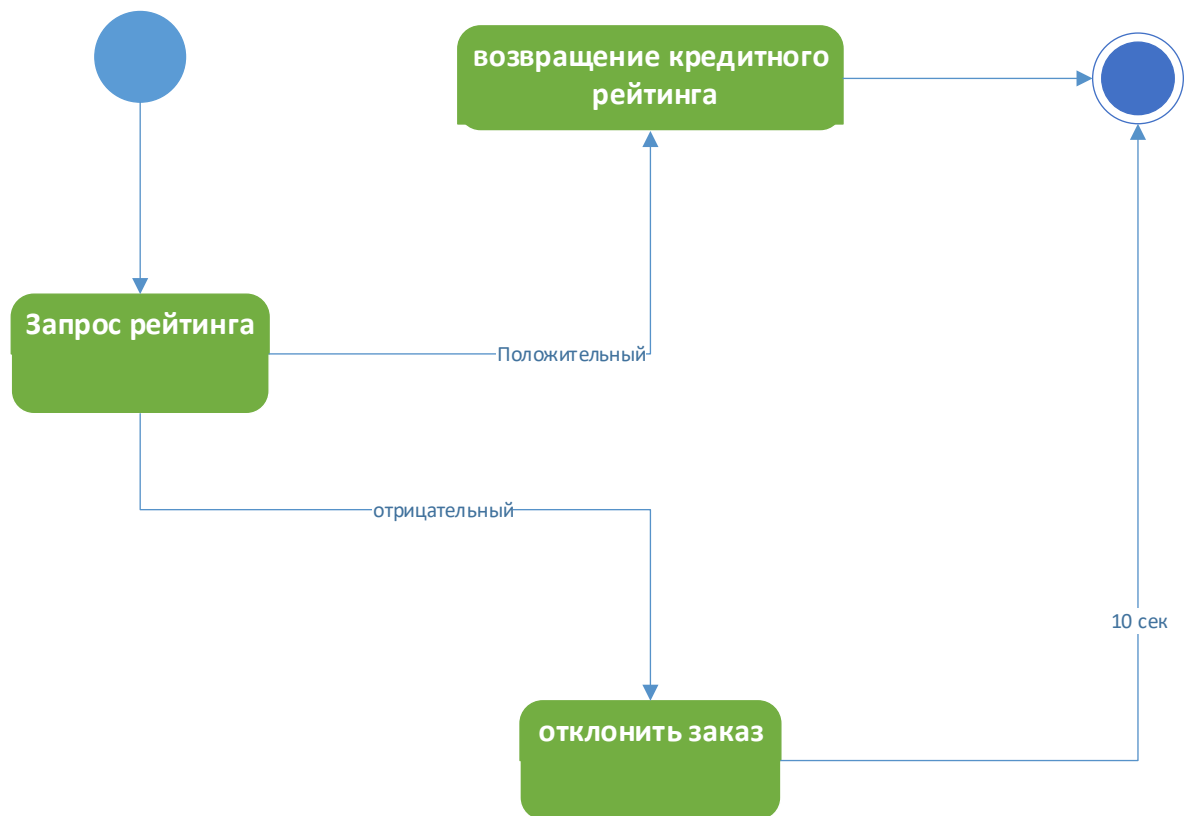 возвращение кредитного
рейтинга
Запрос рейтинга
Положительный
отрицательный
10 сек
отклонить заказ